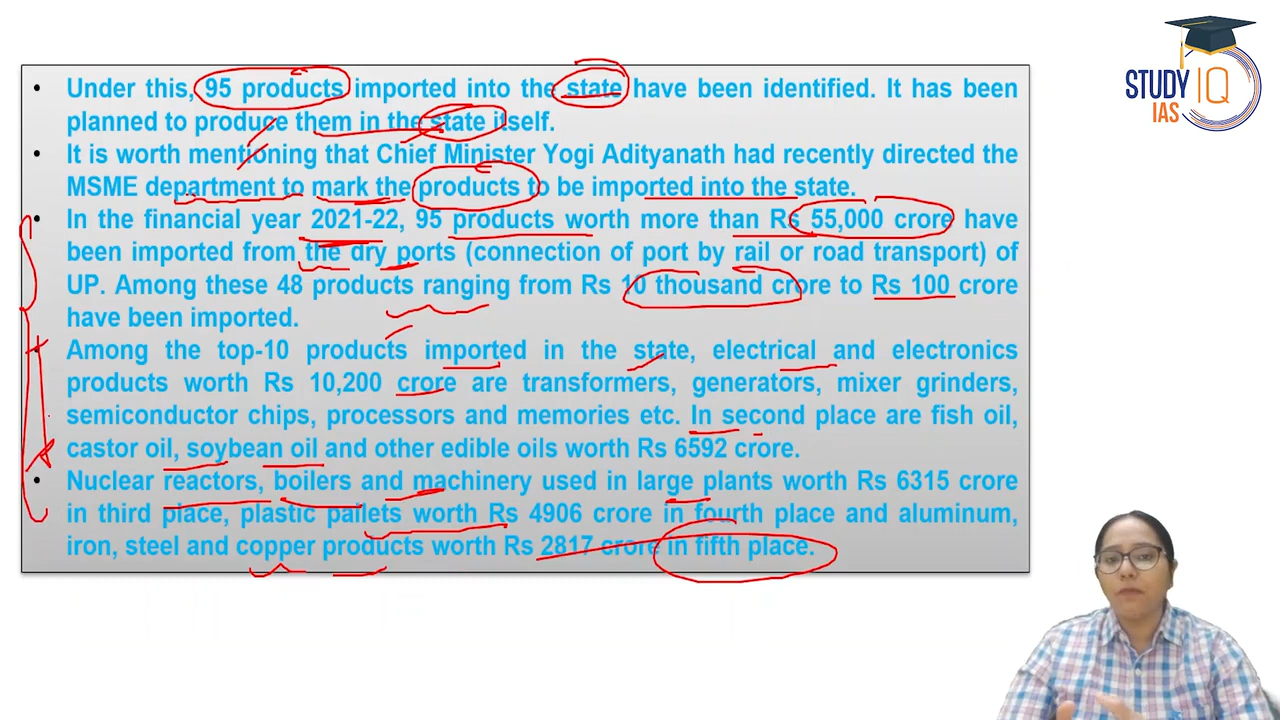 STUDY IQ
IAS
• Under this, 95 products imported into the state have been identified. It has been
planned to produce them in the state itself.
• It is worth mentioning that Chief Minister Yogi Adityanath had recently directed the
MSME department to mark the products to be imported into the state.
• In the financial year 2021-22, 95 products worth more than Rs 55,000 crore have
been imported from the dry ports (connection of port by rail or road transport) of
UP. Among these 48 products ranging from Rs 10 thousand crore to Rs 100 crore
have been imported.
• Among the top-10 products imported in the state, electrical and electronics
products worth Rs 10,200 crore are transformers, generators, mixer grinders,
semiconductor chips, processors and memories etc. In second place are fish oil,
castor oil, soybean oil and other edible oils worth Rs 6592 crore.
• Nuclear reactors, boilers and machinery used in large plants worth Rs 6315 crore
in third place, plastic pallets worth Rs 4906 crore in fourth place and aluminum,
iron, steel and copper products worth Rs 2817 crore in fifth place.